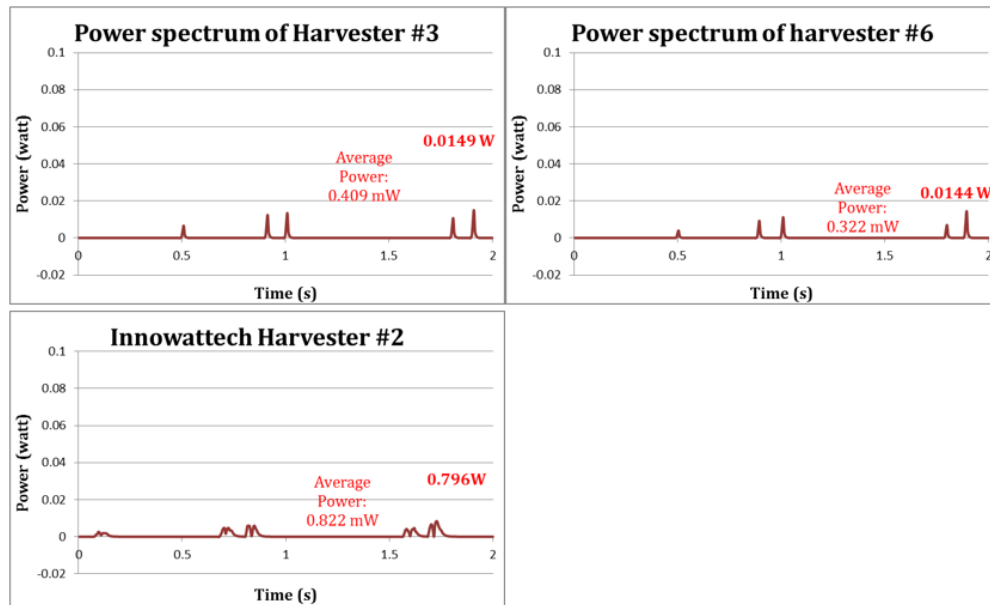 Power spectrum of Harvester #3
0.1
0.08
0.06
0.04
0.02
0
-0.02
Power (watt)
0.0149 W
Average
Power:
0.409 mW
0
0.5
1
1.5
2
Time (s)
Power spectrum of harvester #6
0.1
0.08
0.06
0.04
0.02
0
-0.02
Power (watt)
Average
Power:
0.322 mW
0.0144 W
0
0.5
1
1.5
2
Time (s)
Innowattech Harvester #2
0.1
0.08
0.06
0.04
0.02
0
-0.02
Power (watt)
0.796W
Average
Power:
0.822 mW
0
0.5
1
1.5
2
Time (s)